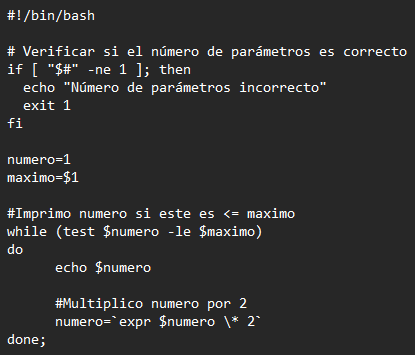 #!/bin/bash

# Verificar si el número de parámetros es correcto
if [ "$#" -ne 1 ]; then
  echo "Número de parámetros incorrecto"
  exit 1
fi

numero=1
maximo=$1

#Imprimo numero si este es <= maximo
while (test $numero -le $maximo)
do
      echo $numero

      #Multiplico numero por 2
      numero=`expr $numero \* 2`
done;